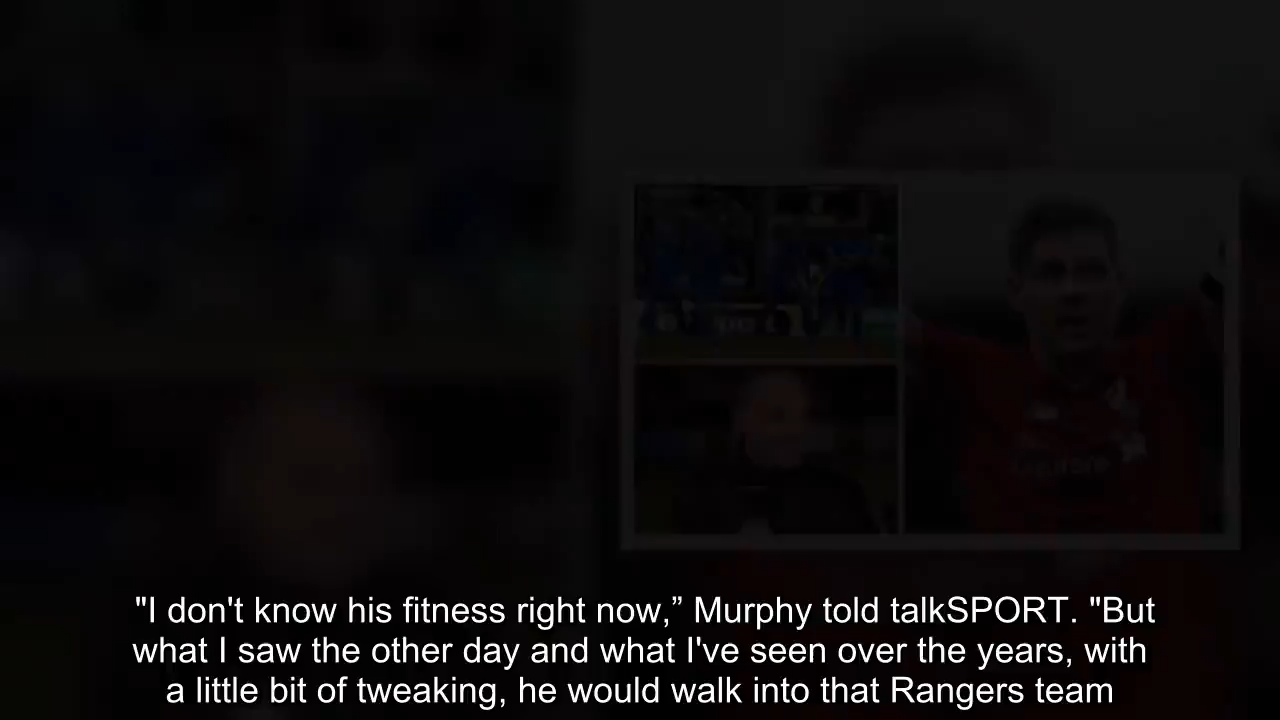 "I don't know his fitness right now,” Murphy told talkSPORT. "But
what I saw the other day and what I've seen over the years, with
a little bit of tweaking, he would walk into that Rangers team